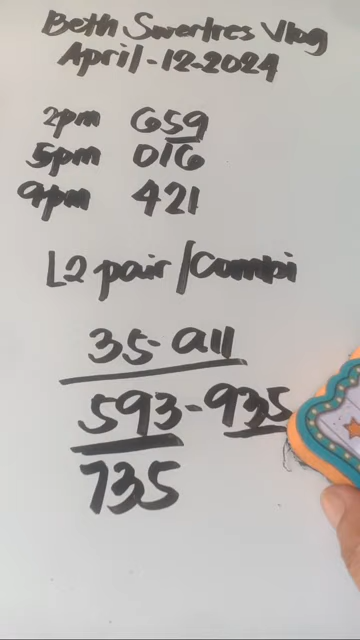 Beth Swertres Vlog
April-12-2024
2pm 659
5pm 016
9pm 421
L2 pair/Combi
35-all
593-935
735